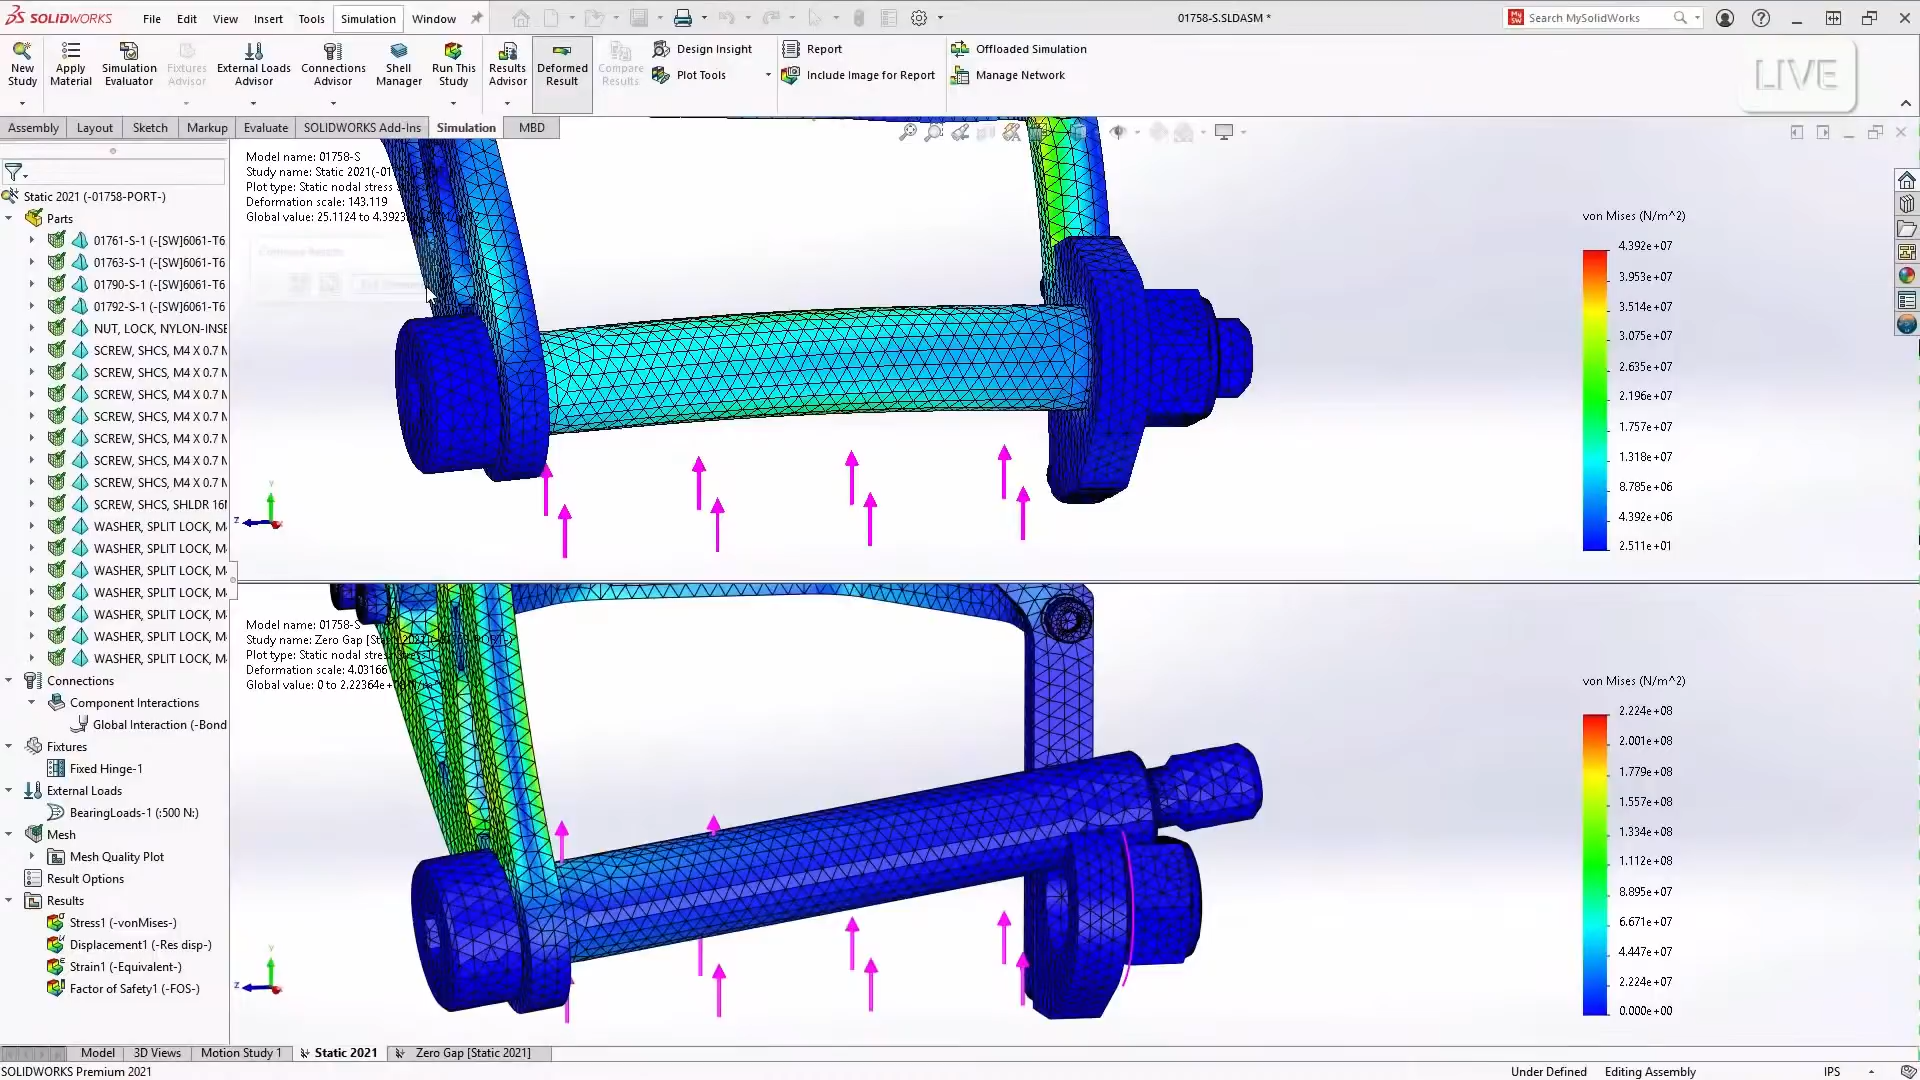 SOLIDWORKS File Edit View Insert Tools Simulation Window
01758-S.SLDASM *
Search MySolidWorks
New Study
Apply Material
Simulation Evaluator
Fixtures Advisor
External Loads Advisor
Connections Advisor
Shell Manager
Run This Study
Results Advisor
Deformed Result
Compare Results
Design Insight
Plot Tools
Report
Include Image for Report
Offloaded Simulation
Manage Network
LIVE
Assembly Layout Sketch Markup Evaluate SOLIDWORKS Add-Ins Simulation MBD
Static 2021 (-01758-PORT-)
Parts
01761-S-1 (-[SW]6061-T6
01763-S-1 (-[SW]6061-T6
01790-S-1 (-[SW]6061-T6
01792-S-1 (-[SW]6061-T6
NUT, LOCK, NYLON-INSE
SCREW, SHCS, M4 X 0.7 M
SCREW, SHCS, M4 X 0.7 M
SCREW, SHCS, M4 X 0.7 M
SCREW, SHCS, M4 X 0.7 M
SCREW, SHCS, M4 X 0.7 M
SCREW, SHCS, M4 X 0.7 M
SCREW, SHCS, M4 X 0.7 M
SCREW, SHCS, SHLDR 16M
WASHER, SPLIT LOCK, M4
WASHER, SPLIT LOCK, M4
WASHER, SPLIT LOCK, M4
WASHER, SPLIT LOCK, M4
WASHER, SPLIT LOCK, M4
WASHER, SPLIT LOCK, M4
WASHER, SPLIT LOCK, M4
Connections
Component Interactions
Global Interaction (-Bond
Fixtures
Fixed Hinge-1
External Loads
BearingLoads-1 (:500 N:)
Mesh
Mesh Quality Plot
Result Options
Results
Stress1 (-vonMises-)
Displacement1 (-Res disp-)
Strain1 (-Equivalent-)
Factor of Safety1 (-FOS-)
Model name: 01758-S
Study name: Static 2021(-01
Plot type: Static nodal stress
Deformation scale: 143.119
Global value: 25.1124 to 4.3923
Compare Results
von Mises (N/m^2)
4.392e+07
3.953e+07
3.514e+07
3.075e+07
2.635e+07
2.196e+07
1.757e+07
1.318e+07
8.785e+06
4.392e+06
2.511e+01
Y
Z
Model name: 01758-S
Study name: Zero Gap [Static 2021]
Plot type: Static nodal stress
Deformation scale: 4.03166
Global value: 0 to 2.22364e+
von Mises (N/m^2)
2.224e+08
2.001e+08
1.779e+08
1.557e+08
1.334e+08
1.112e+08
8.895e+07
6.671e+07
4.447e+07
2.224e+07
0.000e+00
Y
Z
Model 3D Views Motion Study 1 Static 2021 Zero Gap [Static 2021]
SOLIDWORKS Premium 2021
Under Defined Editing Assembly IPS